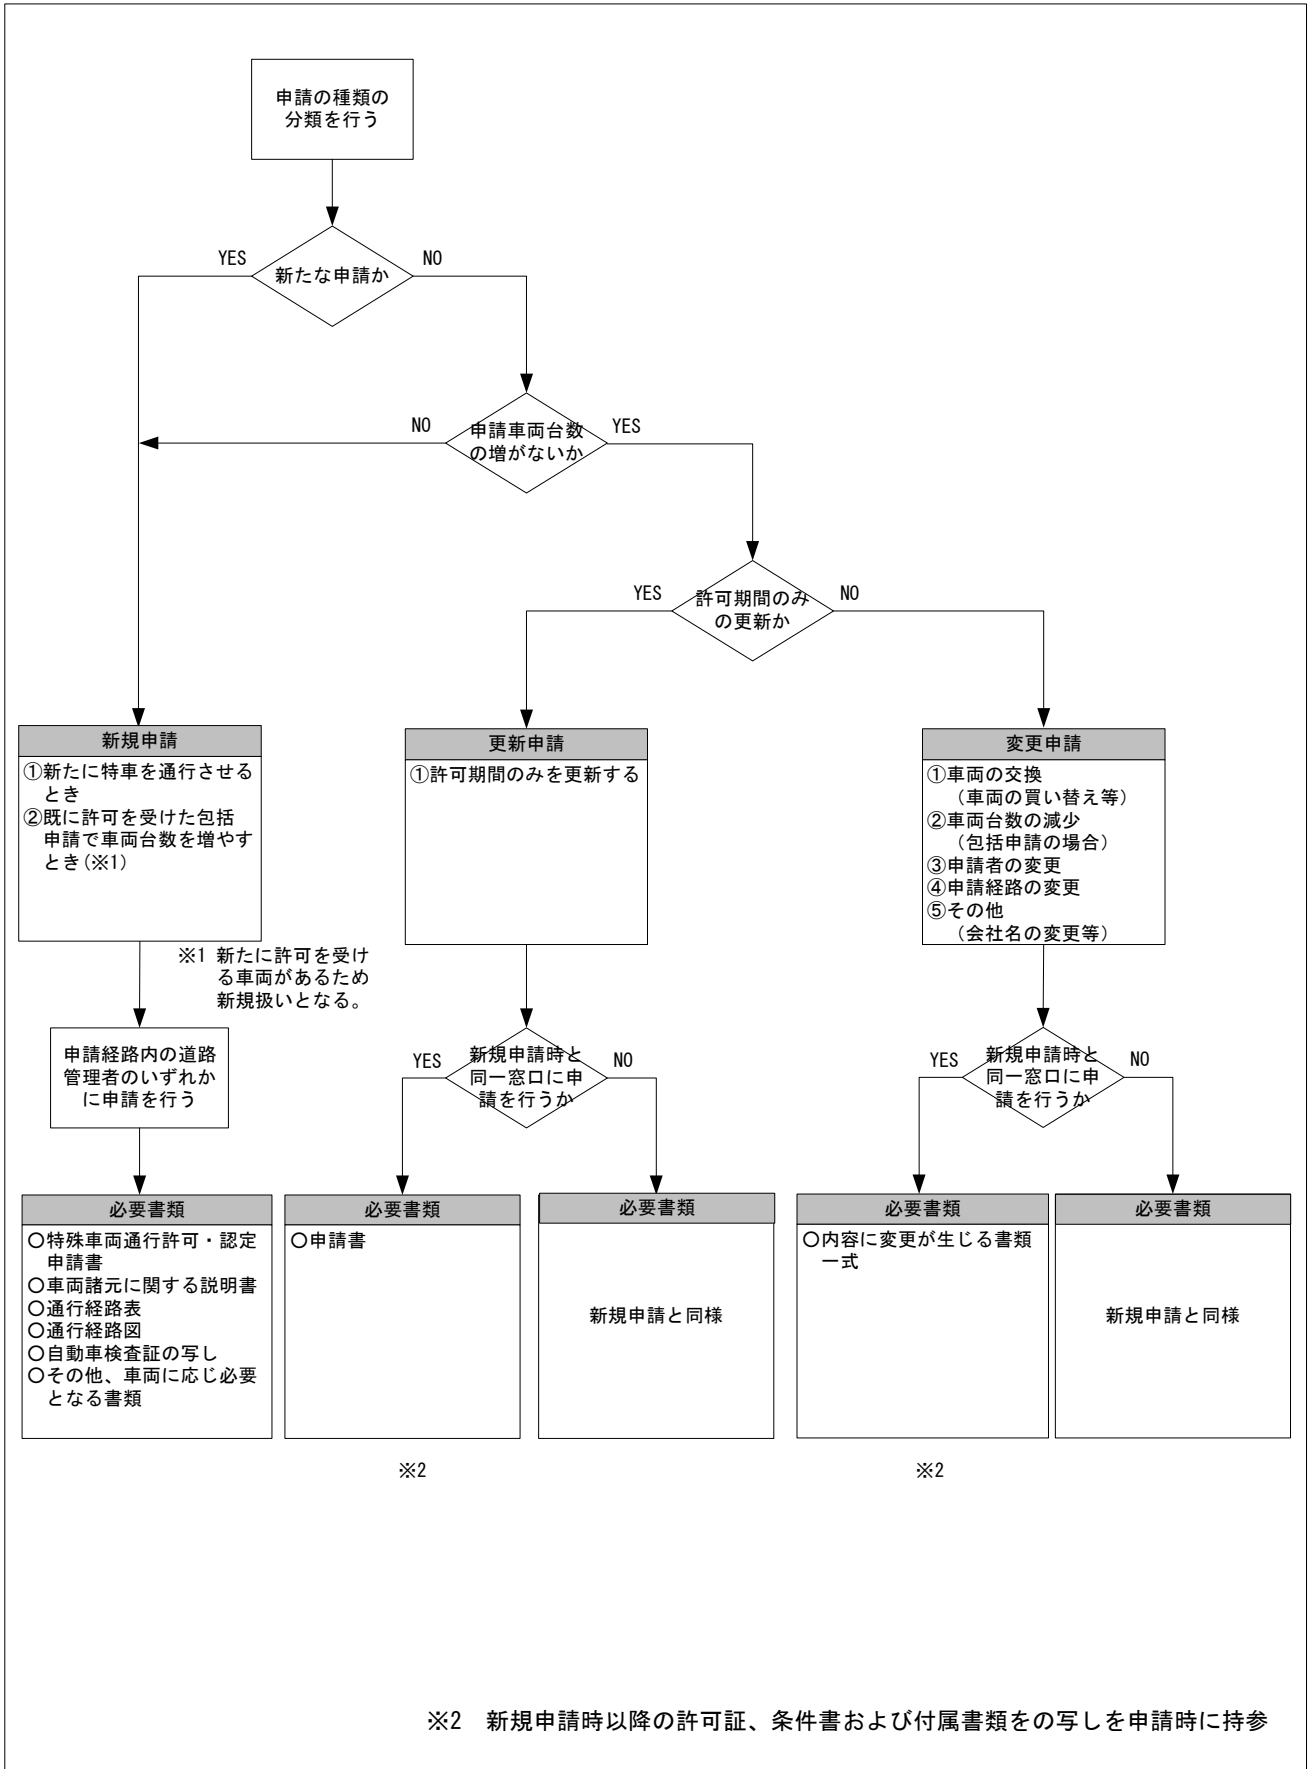 申請の種類の
分類を行う
YES
新たな申請か
NO
NO
申請車両台数
の増がないか
YES
YES
許可期間のみ
の更新か
NO
新規申請
①新たに特車を通行させる
とき
②既に許可を受けた包括
申請で車両台数を増やす
とき(※1)
更新申請
①許可期間のみを更新する
変更申請
①車両の交換
(車両の買い替え等)
②車両台数の減少
(包括申請の場合)
③申請者の変更
④申請経路の変更
⑤その他
(会社名の変更等)
※1 新たに許可を受け
る車両があるため
新規扱いとなる。
申請経路内の道路
管理者のいずれか
に申請を行う
YES
新規申請時と
同一窓口に申
請を行うか
NO
YES
新規申請時と
同一窓口に申
請を行うか
NO
必要書類
○特殊車両通行許可・認定
申請書
○車両諸元に関する説明書
○通行経路表
○通行経路図
○自動車検査証の写し
○その他、車両に応じ必要
となる書類
必要書類
○申請書
必要書類
新規申請と同様
必要書類
○内容に変更が生じる書類
一式
必要書類
新規申請と同様
※2
※2
※2 新規申請時以降の許可証、条件書および付属書類をの写しを申請時に持参